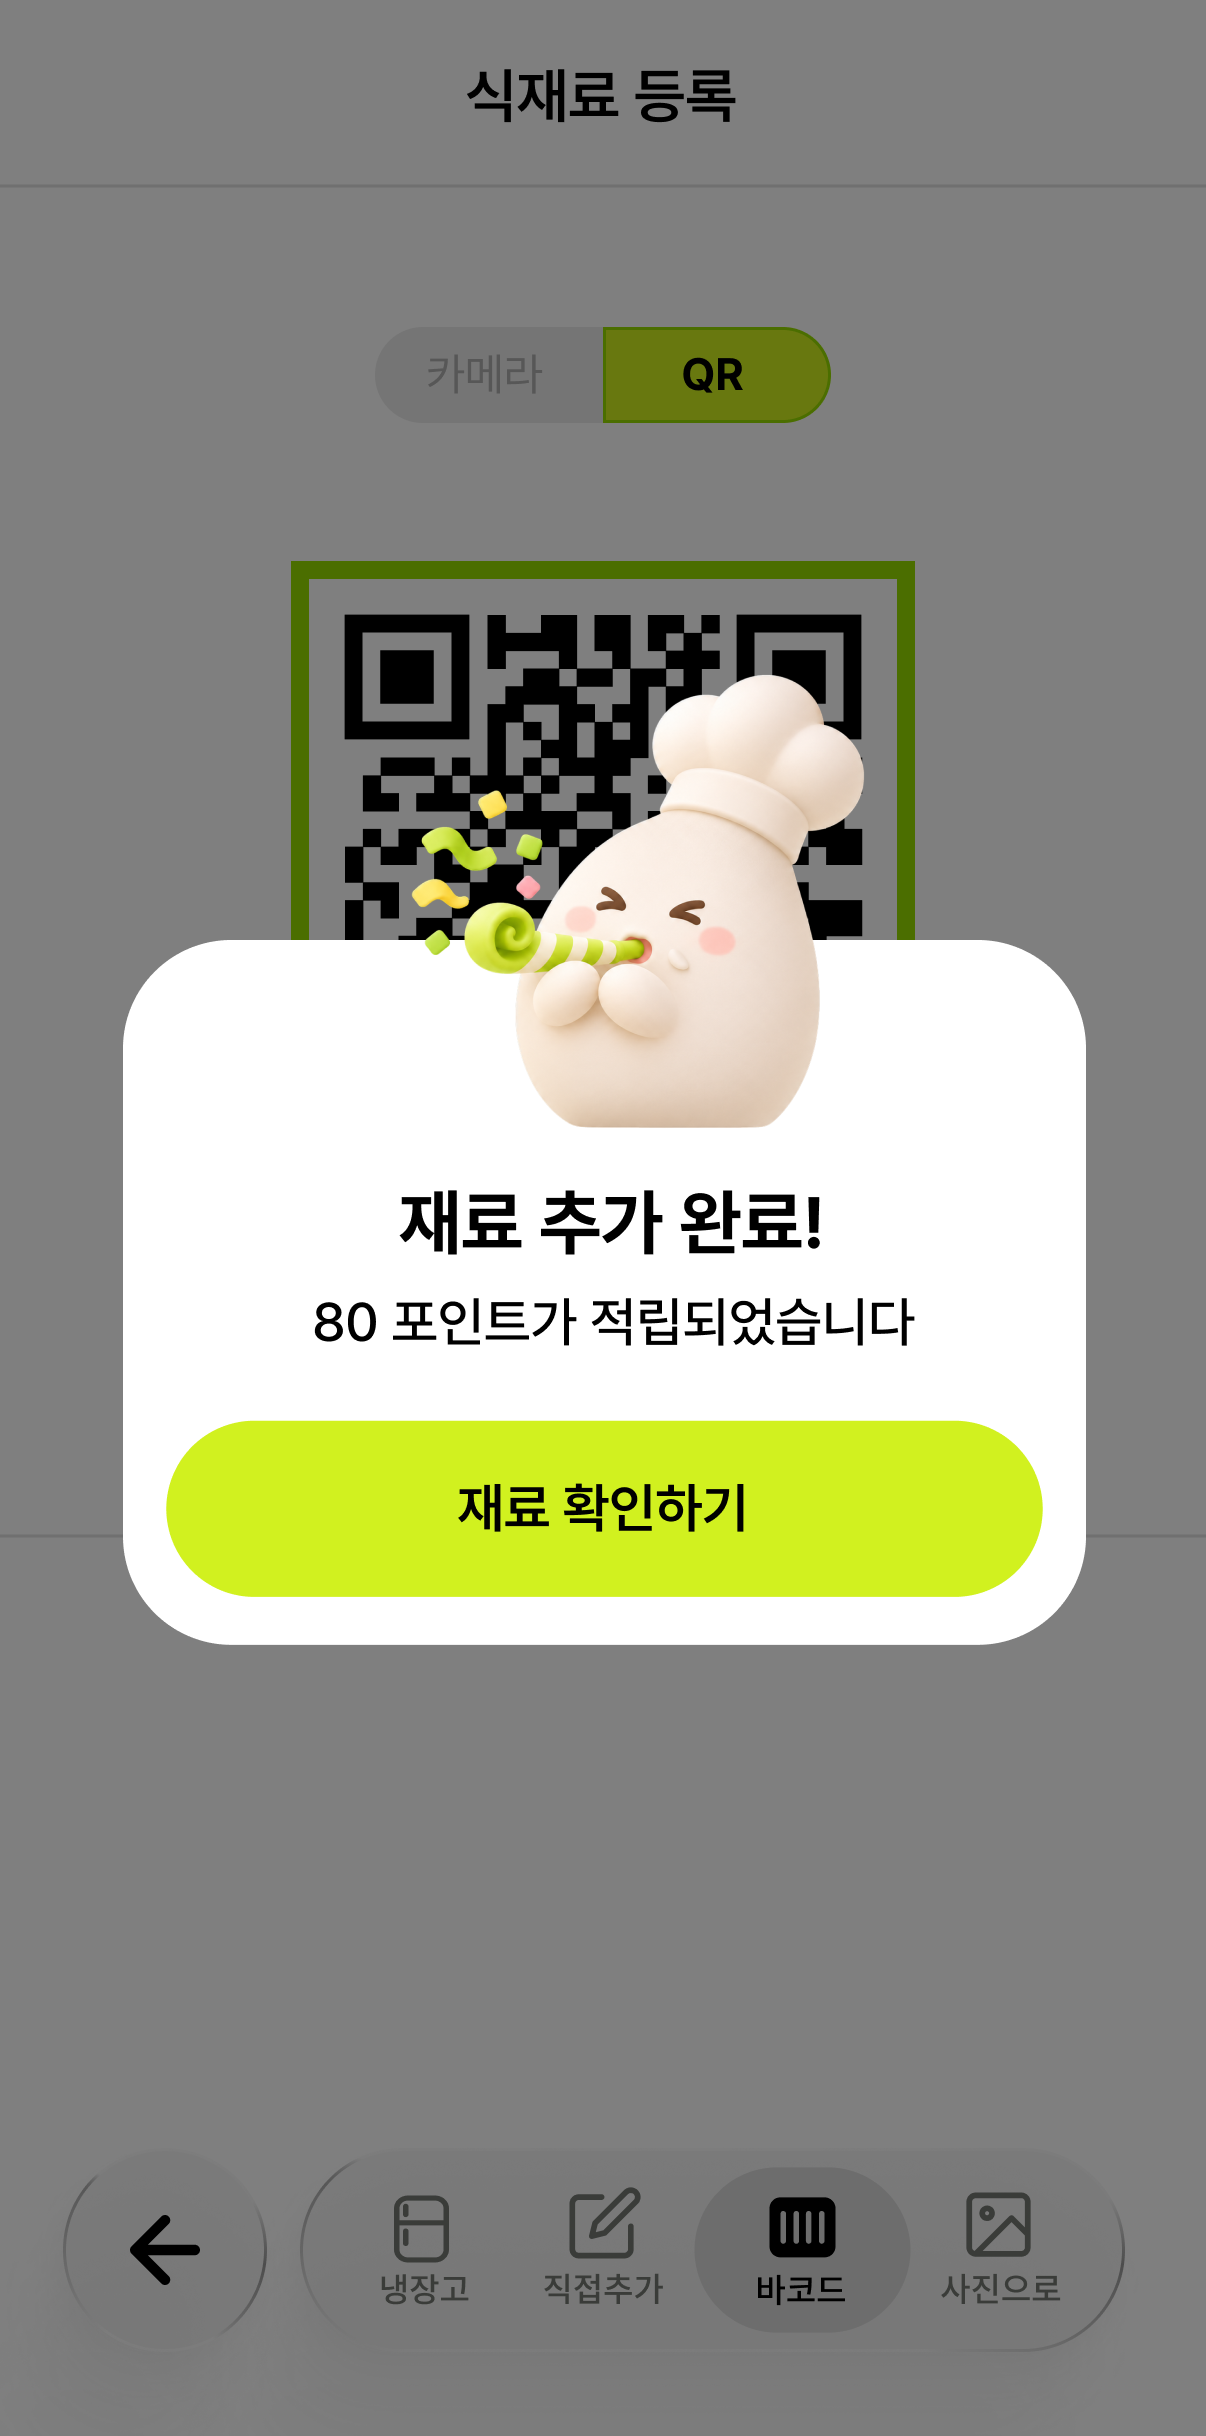 식재료 등록
카메라
QR
재료 추가 완료!
80 포인트가 적립되었습니다
재료 확인하기
냉장고
직접추가
바코드
사진으로